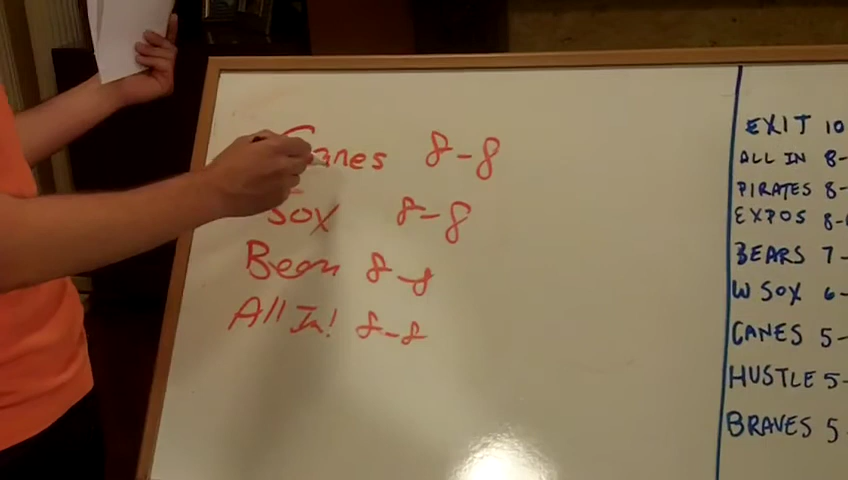 Canes 8-8
Sox 8-8
Bears 8-8
All In! 8-8
EXIT 10
ALL IN 8-
PIRATES 8-
EXPOS 8-
BEARS 7-
W SOX 6-
CANES 5-
HUSTLE 5-
BRAVES 5